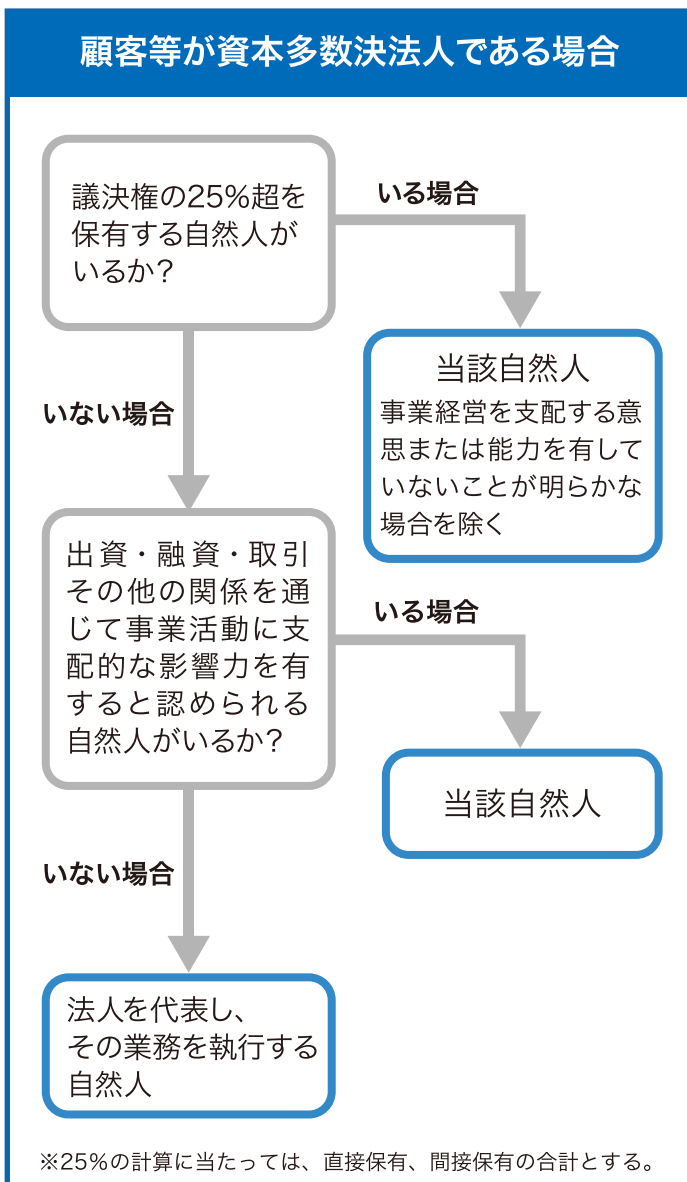 顧客等が資本多数決法人である場合
議決権の25%超を
保有する自然人が
いるか？
いる場合
当該自然人
事業経営を支配する意
思または能力を有して
いないことが明らかな
場合を除く
いない場合
出資・融資・取引
その他の関係を通
じて事業活動に支
配的な影響力を有
すると認められる
自然人がいるか？
いる場合
当該自然人
いない場合
法人を代表し、
その業務を執行する
自然人
※25%の計算に当たっては、直接保有、間接保有の合計とする。